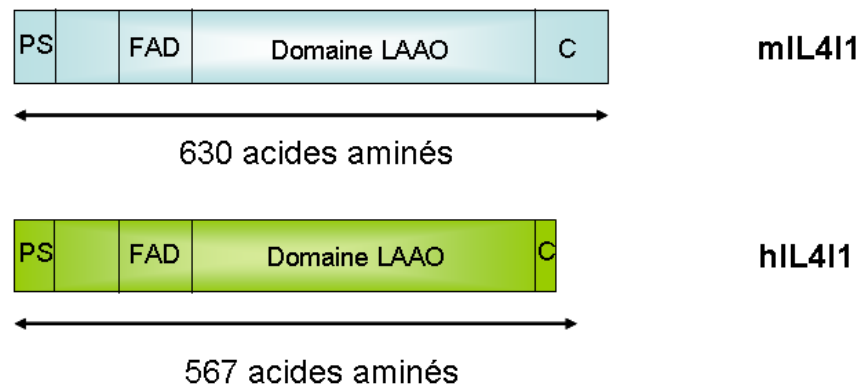 PS FAD Domaine LAAO C mIL4I1
630 acides aminés
PS FAD Domaine LAAO C hIL4I1
567 acides aminés